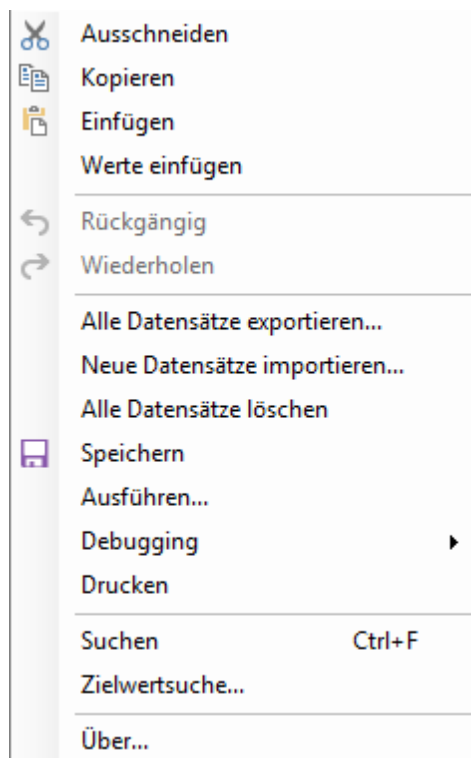 Ausschneiden
Kopieren
Einfügen
Werte einfügen
Rückgängig
Wiederholen
Alle Datensätze exportieren...
Neue Datensätze importieren...
Alle Datensätze löschen
Speichern
Ausführen...
Debugging
Drucken
Suchen Ctrl+F
Zielwertsuche...
Über...